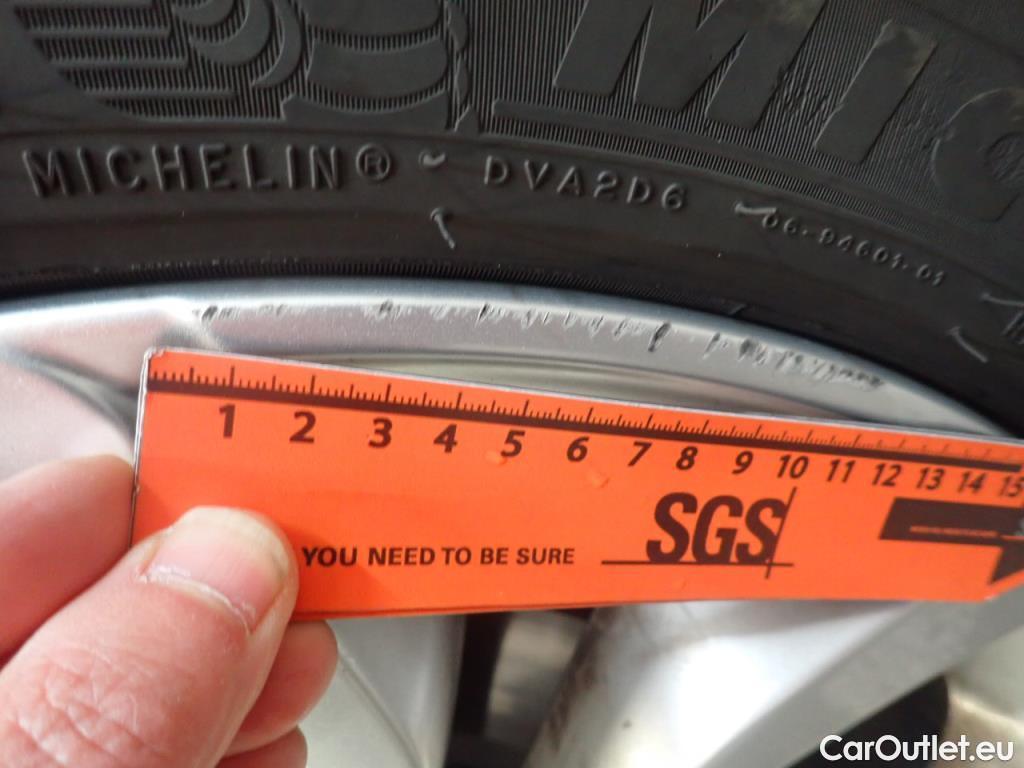 MICHELIN® DVA2D6 06-94601-01
1 2 3 4 5 6 7 8 9 10 11 12 13 14 15
SGS
YOU NEED TO BE SURE
CarOutlet.eu